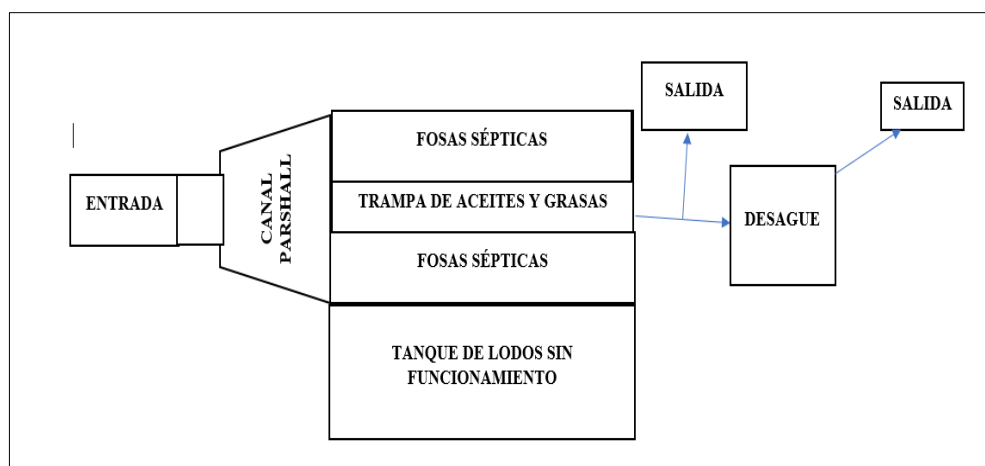 ENTRADA
CANAL
PARSHALL
FOSAS SÉPTICAS
TRAMPA DE ACEITES Y GRASAS
FOSAS SÉPTICAS
TANQUE DE LODOS SIN
FUNCIONAMIENTO
SALIDA
DESAGUE
SALIDA